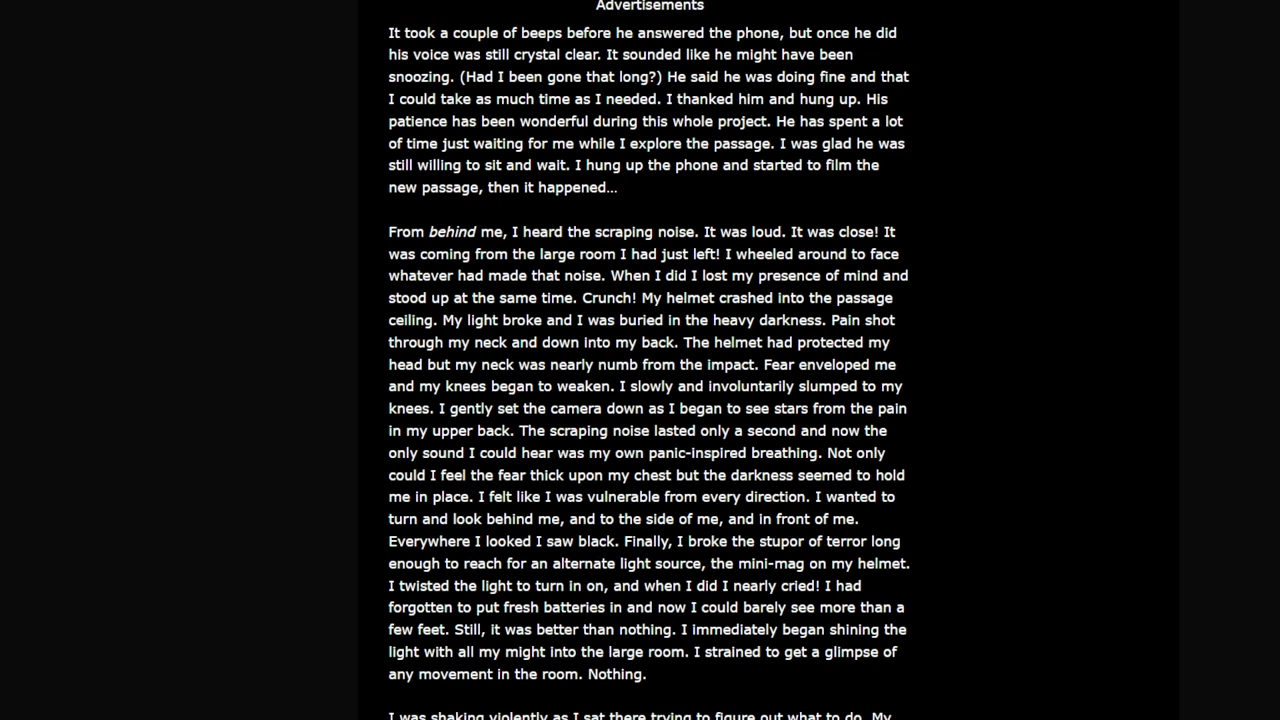 Advertisements
It took a couple of beeps before he answered the phone, but once he did
his voice was still crystal clear. It sounded like he might have been
snoozing. (Had I been gone that long?) He said he was doing fine and that
I could take as much time as I needed. I thanked him and hung up. His
patience has been wonderful during this whole project. He has spent a lot
of time just waiting for me while I explore the passage. I was glad he was
still willing to sit and wait. I hung up the phone and started to film the
new passage, then it happened...
From behind me, I heard the scraping noise. It was loud. It was close! It
was coming from the large room I had just left! I wheeled around to face
whatever had made that noise. When I did I lost my presence of mind and
stood up at the same time. Crunch! My helmet crashed into the passage
ceiling. My light broke and I was buried in the heavy darkness. Pain shot
through my neck and down into my back. The helmet had protected my
head but my neck was nearly numb from the impact. Fear enveloped me
and my knees began to weaken. I slowly and involuntarily slumped to my
knees. I gently set the camera down as I began to see stars from the pain
in my upper back. The scraping noise lasted only a second and now the
only sound I could hear was my own panic-inspired breathing. Not only
could I feel the fear thick upon my chest but the darkness seemed to hold
me in place. I felt like I was vulnerable from every direction. I wanted to
turn and look behind me, and to the side of me, and in front of me.
Everywhere I looked I saw black. Finally, I broke the stupor of terror long
enough to reach for an alternate light source, the mini-mag on my helmet.
I twisted the light to turn in on, and when I did I nearly cried! I had
forgotten to put fresh batteries in and now I could barely see more than a
few feet. Still, it was better than nothing. I immediately began shining the
light with all my might into the large room. I strained to get a glimpse of
any movement in the room. Nothing.
I was shaking violently as I sat there trying to figure out what to do. My